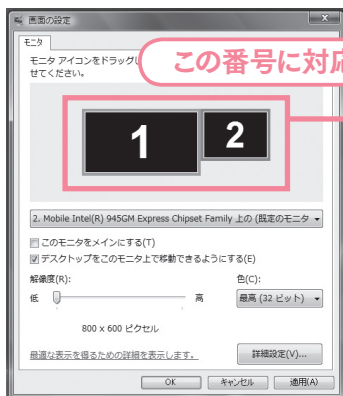 画面の設定
モニタ
モニタ アイコンをドラッグし
せてください。
この番号に対応
1
2
2. Mobile Intel(R) 945GM Express Chipset Family 上の (既定のモニタ
このモニタをメインにする(T)
デスクトップをこのモニタ上で移動できるようにする(E)
解像度(R):
色(C):
低
高
最高 (32 ビット)
800 x 600 ピクセル
最適な表示を得るための詳細を表示します。
詳細設定(V)...
OK
キャンセル
適用(A)